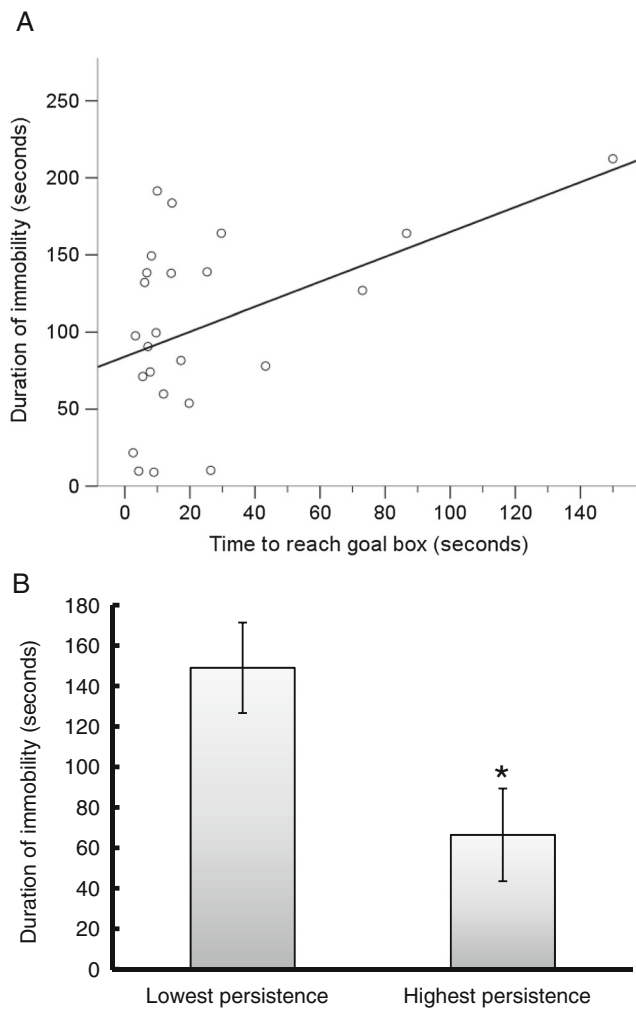 A
Duration of immobility (seconds)
250
200
150
100
50
0
0 20 40 60 80 100 120 140
Time to reach goal box (seconds)
B
Duration of immobility (seconds)
180
160
140
120
100
80
60
40
20
0
*
Lowest persistence Highest persistence